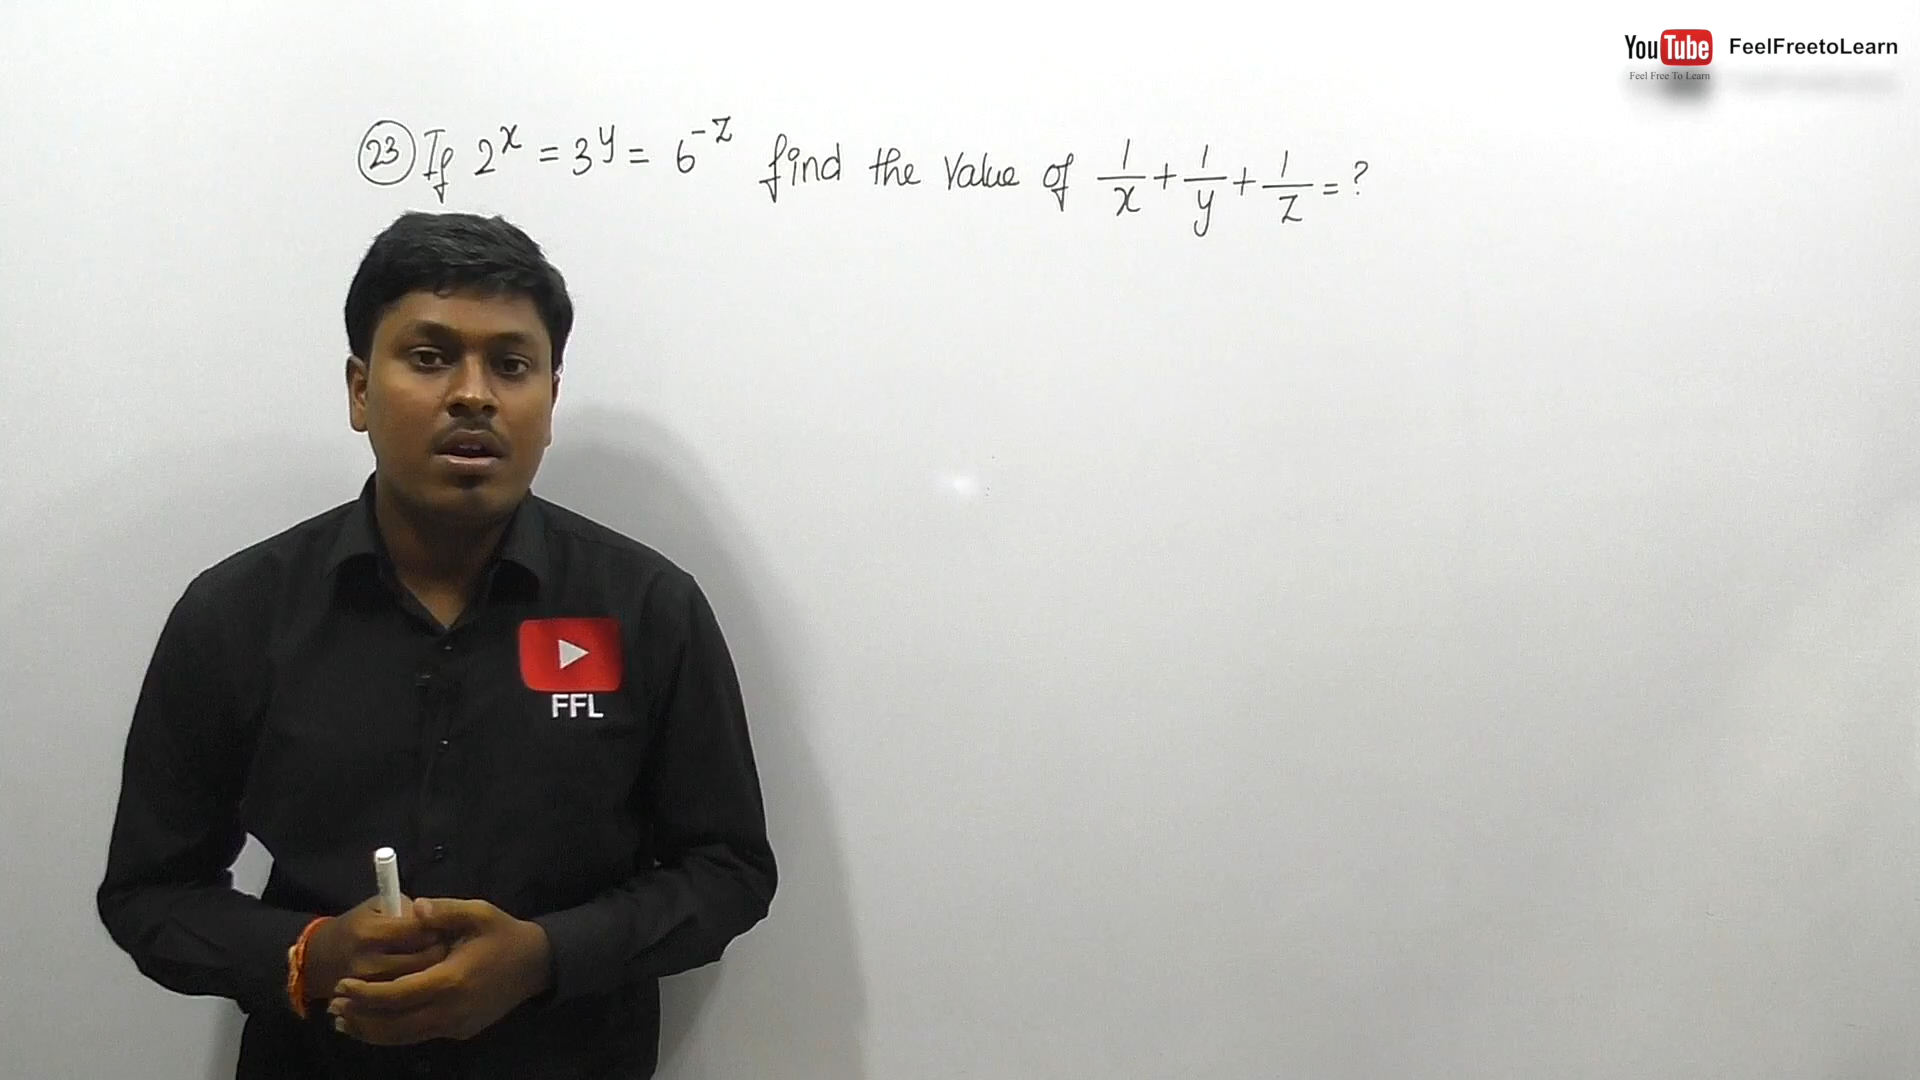 YouTube FeelFreetoLearn
Feel Free To Learn
23 If 2^x = 3^y = 6^-z find the value of 1/x + 1/y + 1/z = ?
FFL